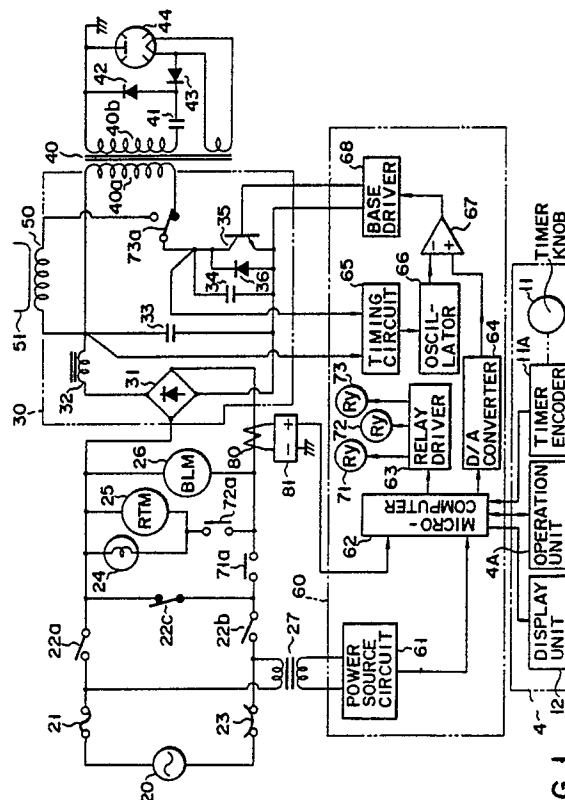 44
42
43
40
40b
41
40a
50
51
73a
35
34
36
33
30
32
31
68
BASE DRIVER
67
-
+
65
TIMING CIRCUIT
66
OSCIL-
LATOR
64
D/A CONVERTER
73
Ry
72
Ry
71
Ry
63
RELAY DRIVER
62
MICRO-
COMPUTER
80
81
- +
26
BLM
25
RTM
24
72a
71a
22a
22c
22b
21
23
20
27
60
61
POWER SOURCE CIRCUIT
TIMER KNOB
11
11A
TIMER ENCODER
4A
OPERATION UNIT
DISPLAY UNIT
12
4